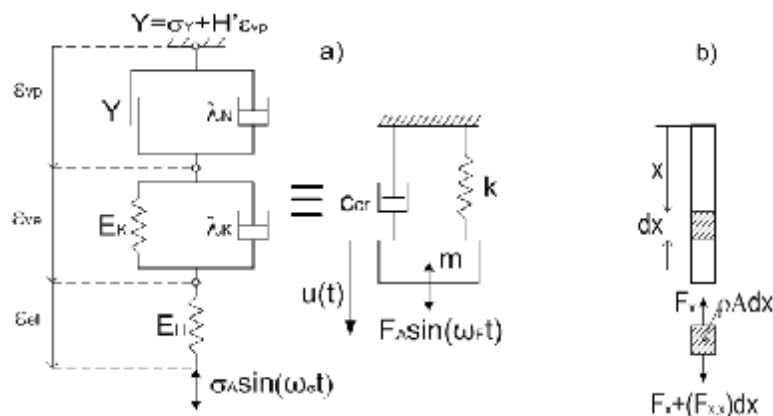 Y=σY+H'εvp
a)
b)
εvp
Y
λN
εve
EK
λK
≡
ccr
k
x
dx
u(t)
m
FAsin(ωFt)
εel
EH
σAsin(ωσt)
Fx
ρAdx
Fx+(Fx,x)dx